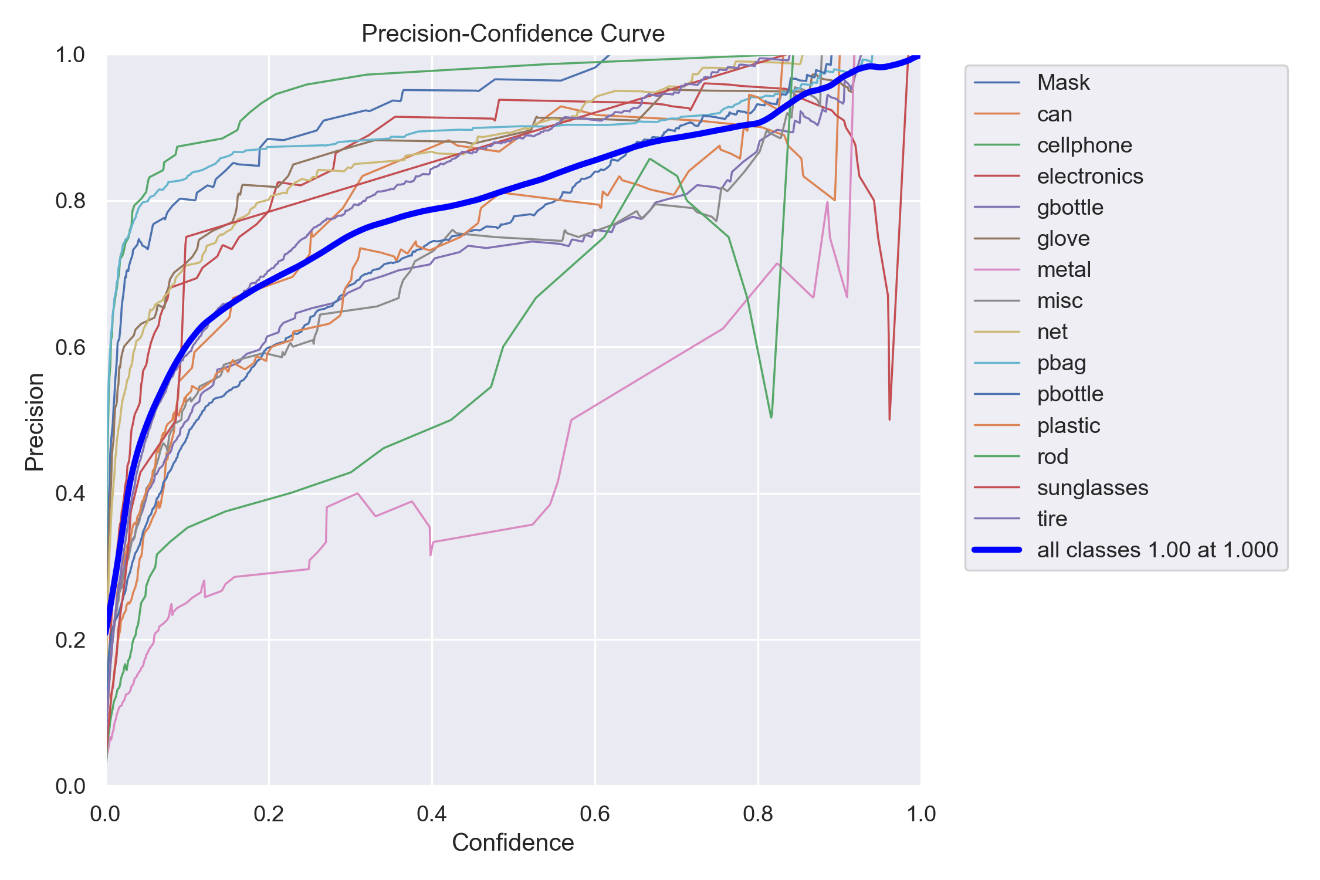 Precision-Confidence Curve
1.0
0.8
0.6
0.4
0.2
0.0
Precision
0.0 0.2 0.4 0.6 0.8 1.0
Confidence
Mask
can
cellphone
electronics
gbottle
glove
metal
misc
net
pbag
pbottle
plastic
rod
sunglasses
tire
all classes 1.00 at 1.000